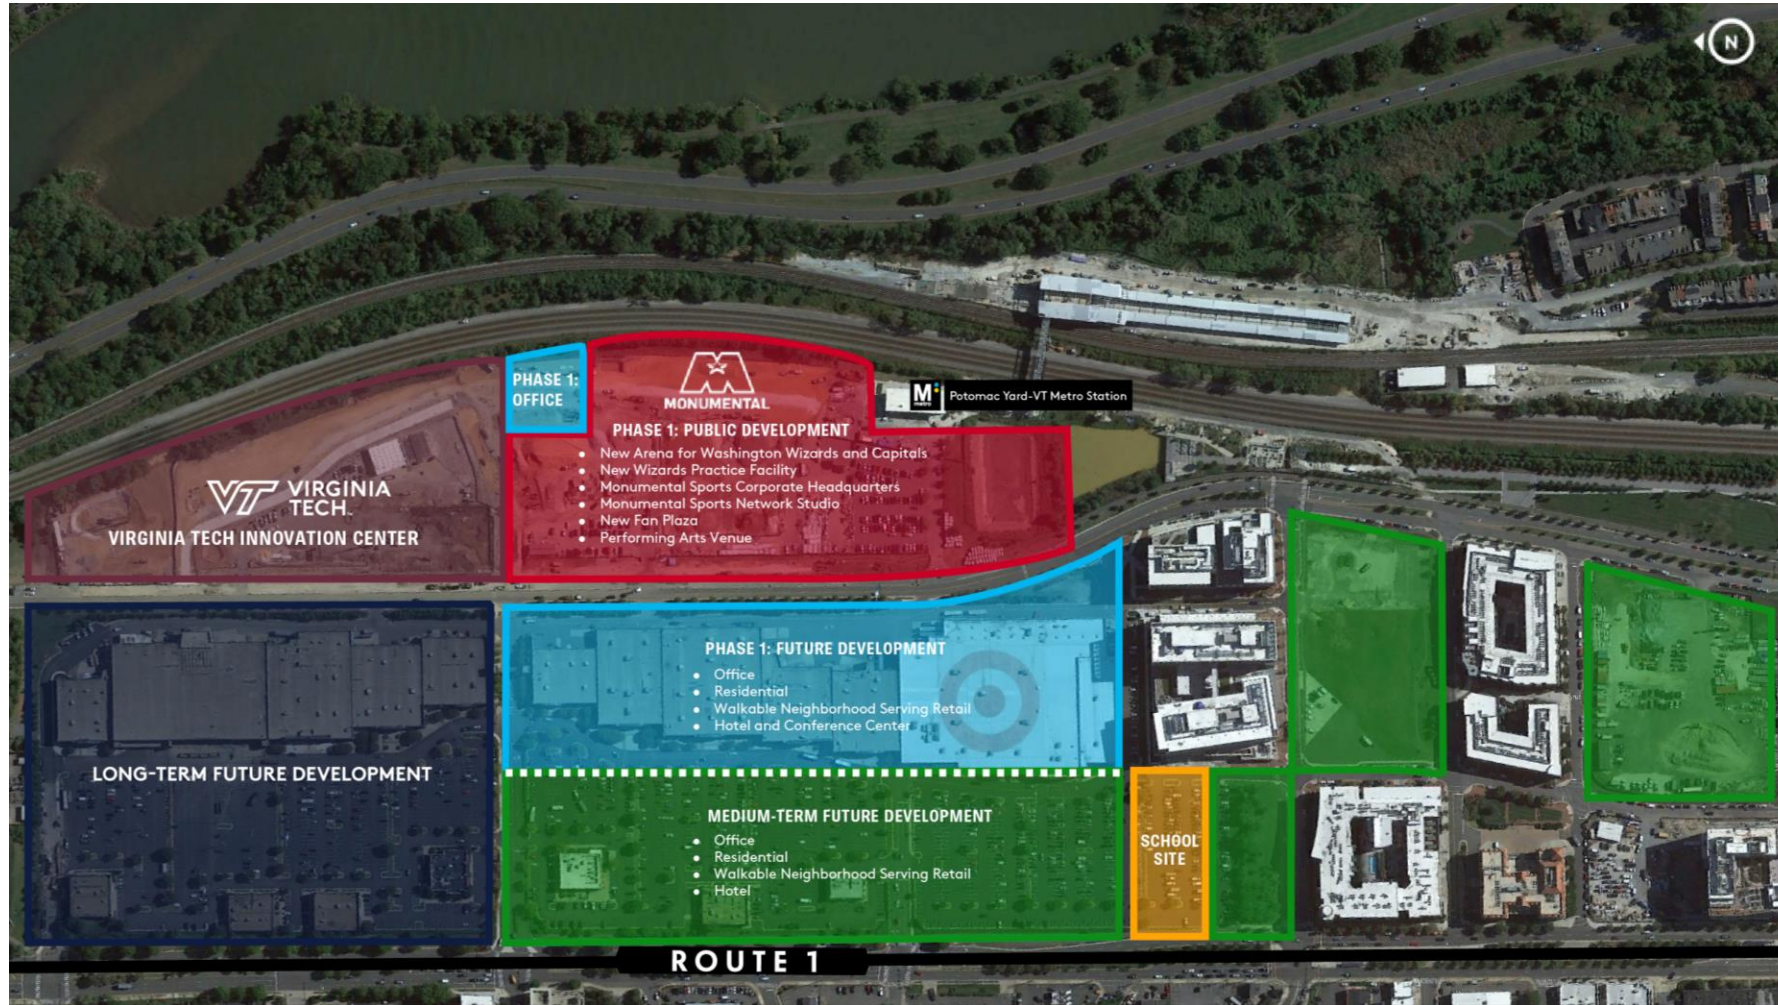 N
PHASE 1:
OFFICE
MONUMENTAL
M
metro
Potomac Yard-VT Metro Station
PHASE 1: PUBLIC DEVELOPMENT
• New Arena for Washington Wizards and Capitals
• New Wizards Practice Facility
• Monumental Sports Corporate Headquarters
• Monumental Sports Network Studio
• New Fan Plaza
• Performing Arts Venue
VT VIRGINIA
TECH™
VIRGINIA TECH INNOVATION CENTER
PHASE 1: FUTURE DEVELOPMENT
• Office
• Residential
• Walkable Neighborhood Serving Retail
• Hotel and Conference Center
LONG-TERM FUTURE DEVELOPMENT
MEDIUM-TERM FUTURE DEVELOPMENT
• Office
• Residential
• Walkable Neighborhood Serving Retail
• Hotel
SCHOOL
SITE
ROUTE 1